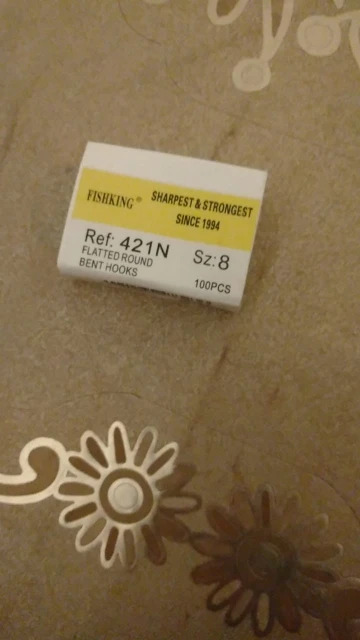 FISHKING®
SHARPEST & STRONGEST
SINCE 1994
Ref: 421N
Sz:8
FLATTED ROUND
BENT HOOKS
100PCS